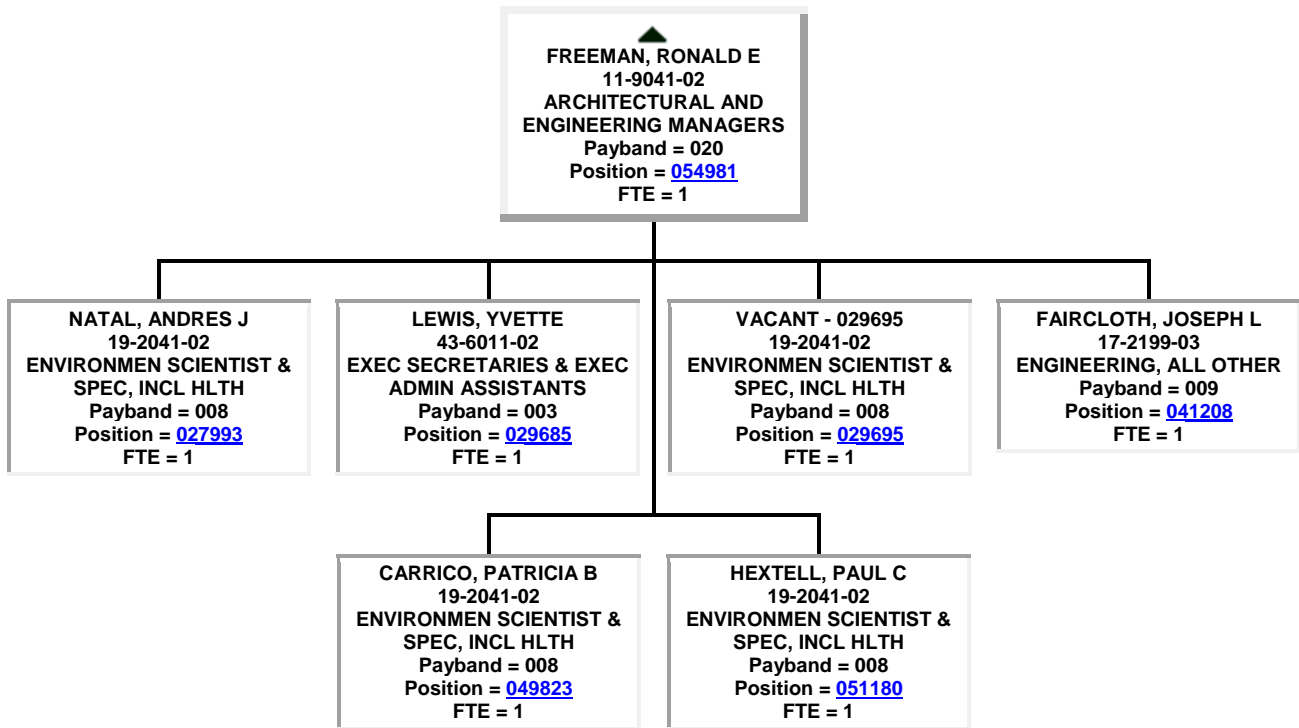 FREEMAN, RONALD E
11-9041-02
ARCHITECTURAL AND
ENGINEERING MANAGERS
Payband = 020
Position = 054981
FTE = 1
NATAL, ANDRES J
19-2041-02
ENVIRONMEN SCIENTIST &
SPEC, INCL HLTH
Payband = 008
Position = 027993
FTE = 1
LEWIS, YVETTE
43-6011-02
EXEC SECRETARIES & EXEC
ADMIN ASSISTANTS
Payband = 003
Position = 029685
FTE = 1
VACANT - 029695
19-2041-02
ENVIRONMEN SCIENTIST &
SPEC, INCL HLTH
Payband = 008
Position = 029695
FTE = 1
FAIRCLOTH, JOSEPH L
17-2199-03
ENGINEERING, ALL OTHER
Payband = 009
Position = 041208
FTE = 1
CARRICO, PATRICIA B
19-2041-02
ENVIRONMEN SCIENTIST &
SPEC, INCL HLTH
Payband = 008
Position = 049823
FTE = 1
HEXTELL, PAUL C
19-2041-02
ENVIRONMEN SCIENTIST &
SPEC, INCL HLTH
Payband = 008
Position = 051180
FTE = 1